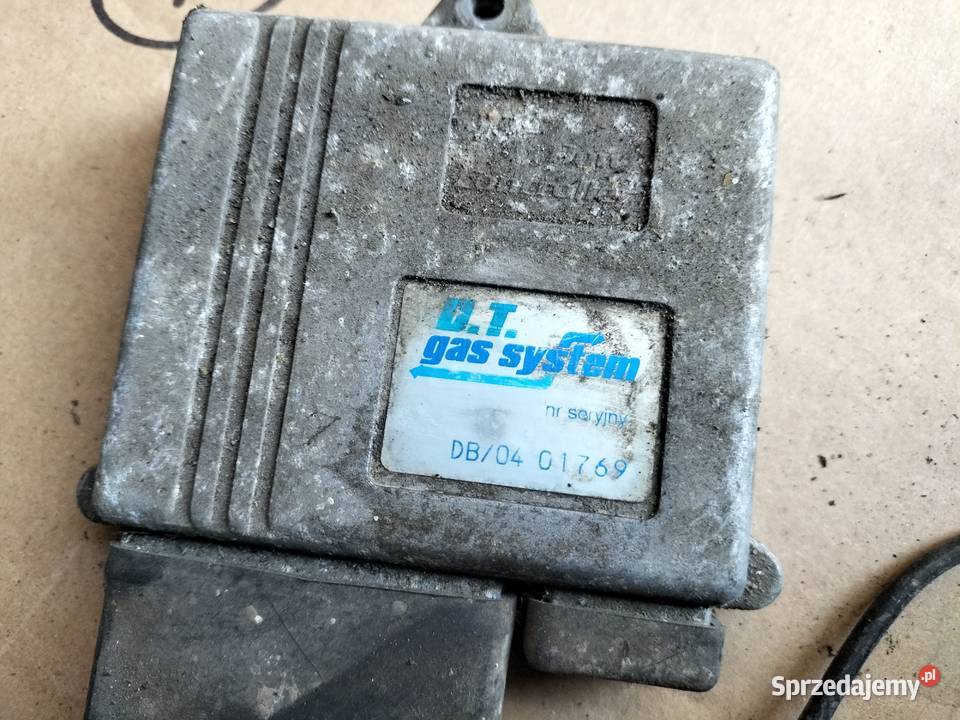 D.T.
gas system
nr seryjny
DB/04 01769
Sprzedajemy.pl